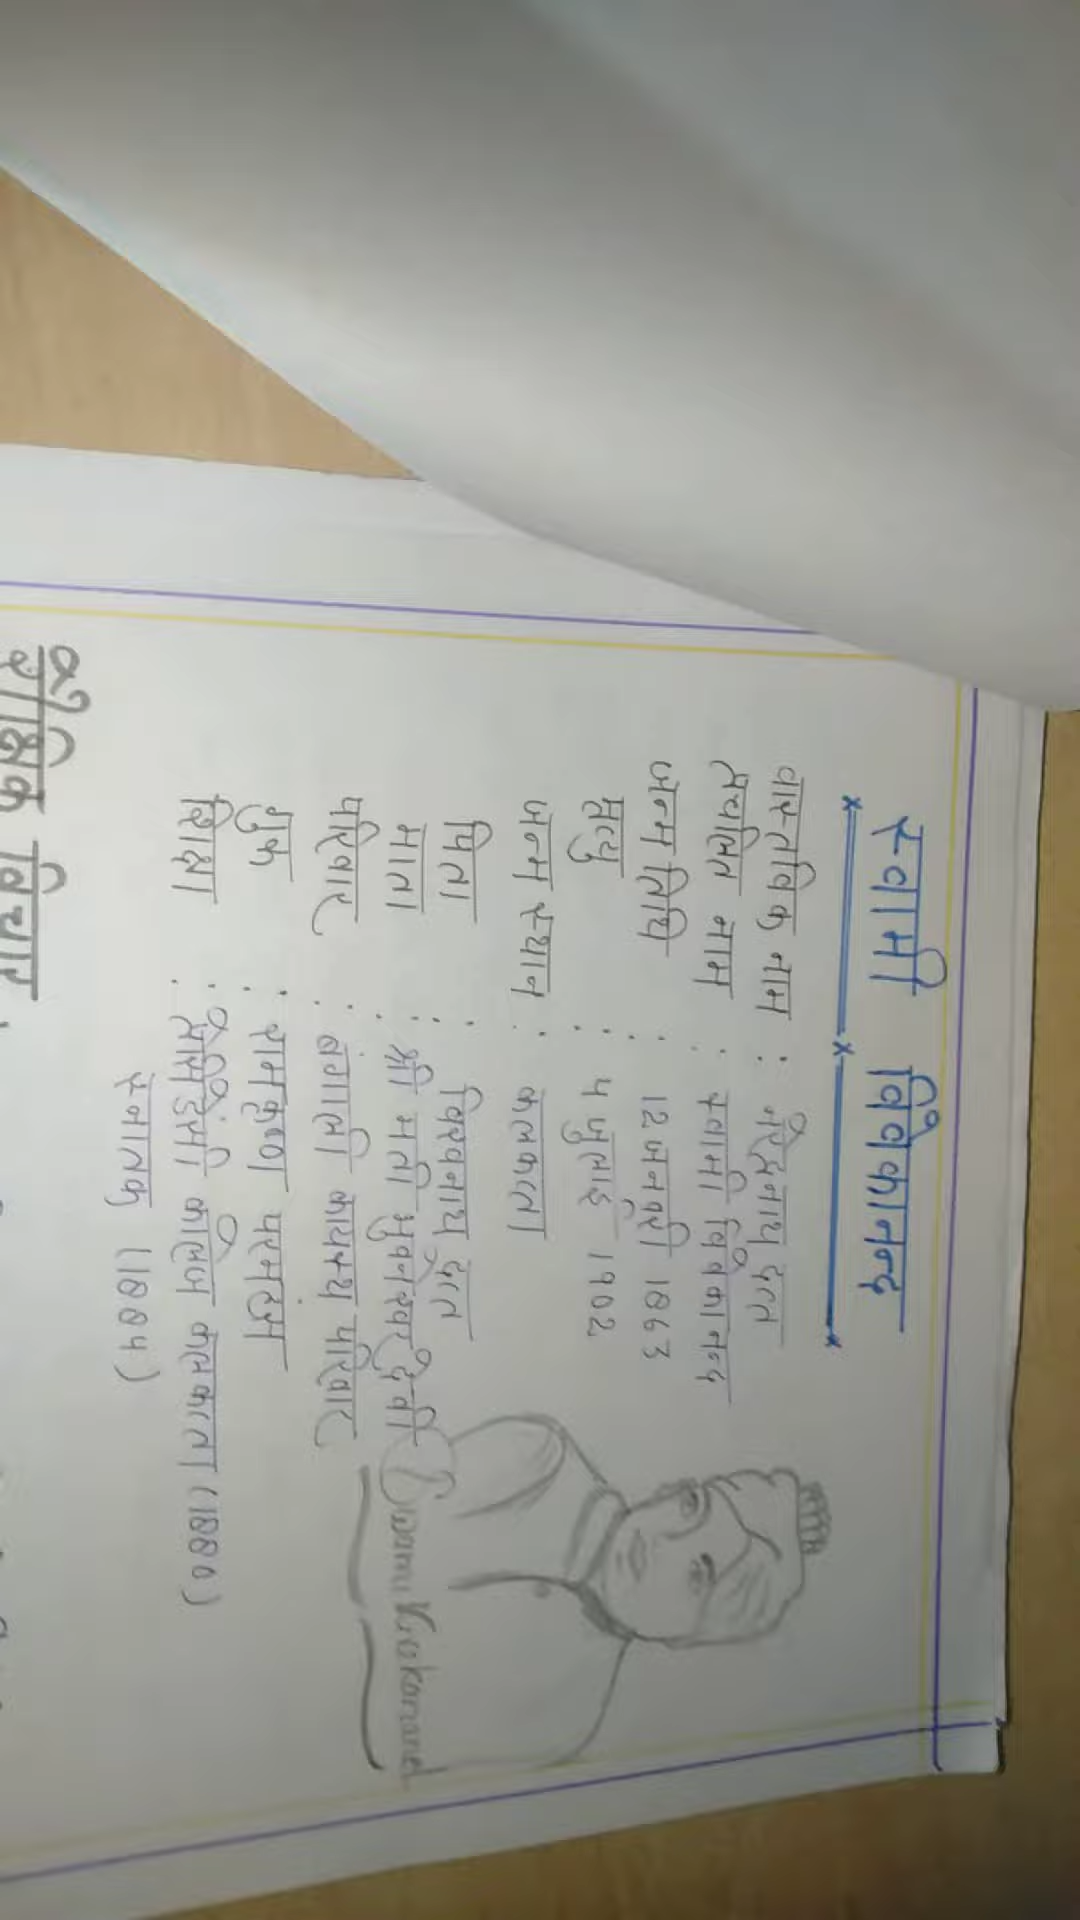 स्वामी विवेकानन्द
वास्तविक नाम : नरेंद्रनाथ दत्त
प्रचलित नाम : स्वामी विवेकानन्द
जन्म तिथि : 12 जनवरी 1863
मृत्यु : ५ जुलाई 1902
जन्म स्थान : कलकत्ता
पिता : विश्वनाथ दत्त
माता : श्री मती भुवनेश्वर देवी
परिवार : बंगाली कायस्थ परिवार
गुरु : रामकृष्ण परमहंस
शिक्षा : प्रेसिडेंसी कॉलेज कलकत्ता (1880)
स्नातक (1884)
Swami Vivekanand
शैक्षिक विचार